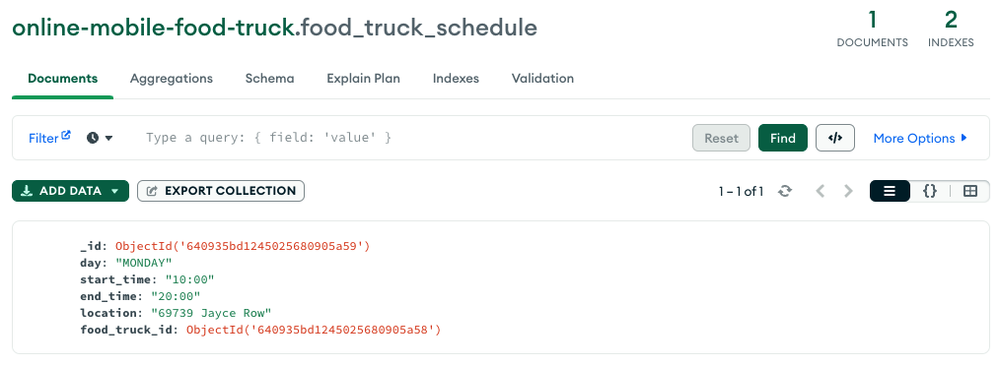 online-mobile-food-truck.food_truck_schedule
1 2
DOCUMENTS INDEXES
Documents Aggregations Schema Explain Plan Indexes Validation
Filter Type a query: { field: 'value' } Reset Find </> More Options
ADD DATA EXPORT COLLECTION 1 – 1 of 1 {}
_id: ObjectId('640935bd1245025680905a59')
day: "MONDAY"
start_time: "10:00"
end_time: "20:00"
location: "69739 Jayce Row"
food_truck_id: ObjectId('640935bd1245025680905a58')